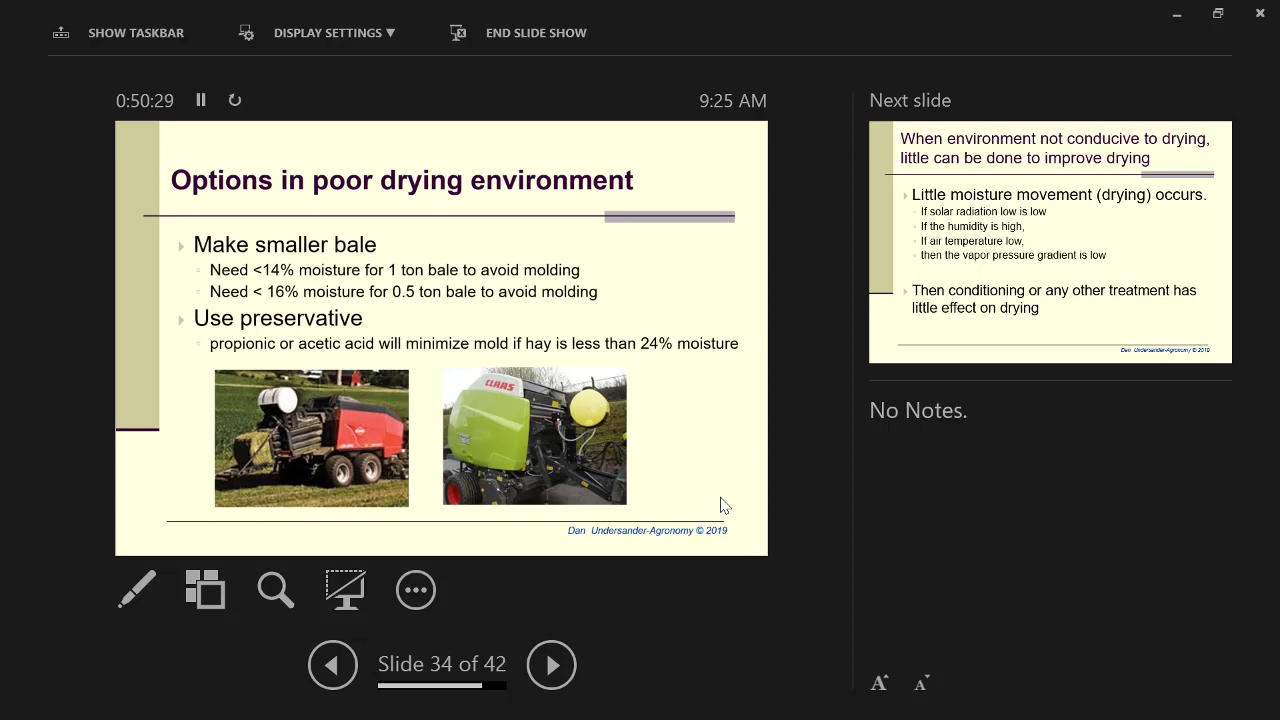 SHOW TASKBAR
DISPLAY SETTINGS ▼
END SLIDE SHOW
0:50:29
9:25 AM
Options in poor drying environment
Make smaller bale
Need <14% moisture for 1 ton bale to avoid molding
Need < 16% moisture for 0.5 ton bale to avoid molding
Use preservative
propionic or acetic acid will minimize mold if hay is less than 24% moisture
CLAAS
Dan Undersander-Agronomy © 2019
Slide 34 of 42
Next slide
When environment not conducive to drying,
little can be done to improve drying
Little moisture movement (drying) occurs.
If solar radiation low is low
If the humidity is high,
If air temperature low,
then the vapor pressure gradient is low
Then conditioning or any other treatment has
little effect on drying
Dan Undersander-Agronomy © 2019
No Notes.
A
A